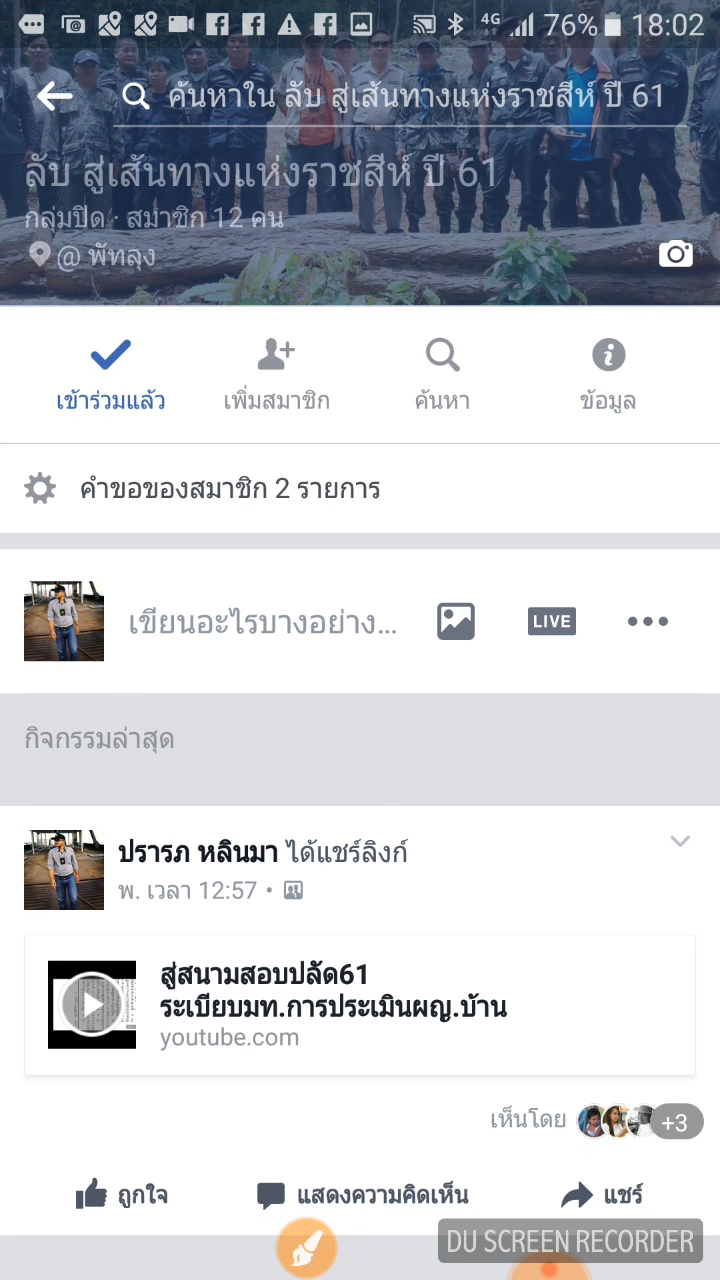 4G 76% 18:02
ค้นหาใน ลับ สู่เส้นทางแห่งราชสีห์ ปี 61
ลับ สู่เส้นทางแห่งราชสีห์ ปี 61
กลุ่มปิด · สมาชิก 12 คน
@ พัทลุง
เข้าร่วมแล้ว เพิ่มสมาชิก ค้นหา ข้อมูล
คำขอของสมาชิก 2 รายการ
เขียนอะไรบางอย่าง... LIVE
กิจกรรมล่าสุด
ปรารภ หลินมา ได้แชร์ลิงก์
พ. เวลา 12:57 •
สู่สนามสอบปลัด61
ระเบียบมท.การประเมินผญ.บ้าน
youtube.com
เห็นโดย +3
ถูกใจ แสดงความคิดเห็น แชร์
DU SCREEN RECORDER